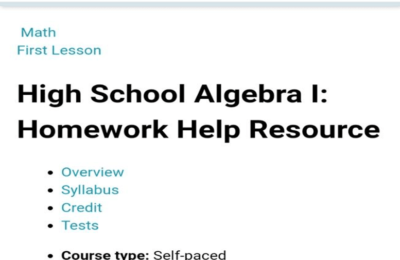 Math
First Lesson
High School Algebra I:
Homework Help Resource
Overview
Syllabus
Credit
Tests
Course type: Self-paced